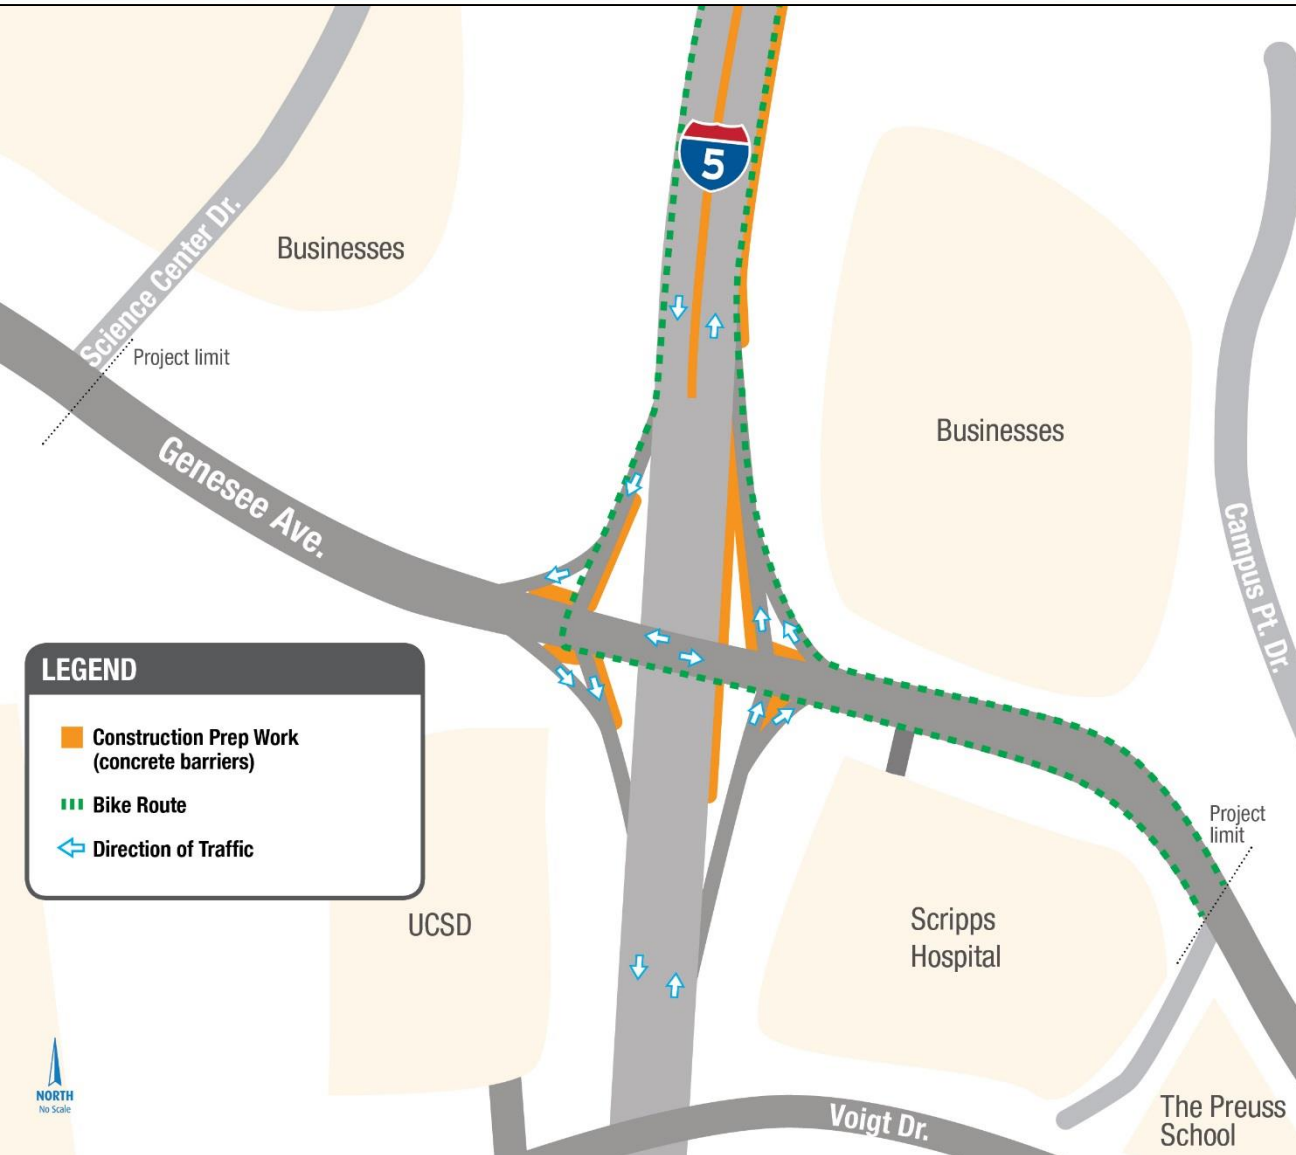 5
Science Center Dr.
Businesses
Project limit
Genesee Ave.
Businesses
Campus Pt. Dr.
LEGEND
Construction Prep Work
(concrete barriers)
Bike Route
Direction of Traffic
Project
limit
UCSD
Scripps
Hospital
NORTH
No Scale
Voigt Dr.
The Preuss
School